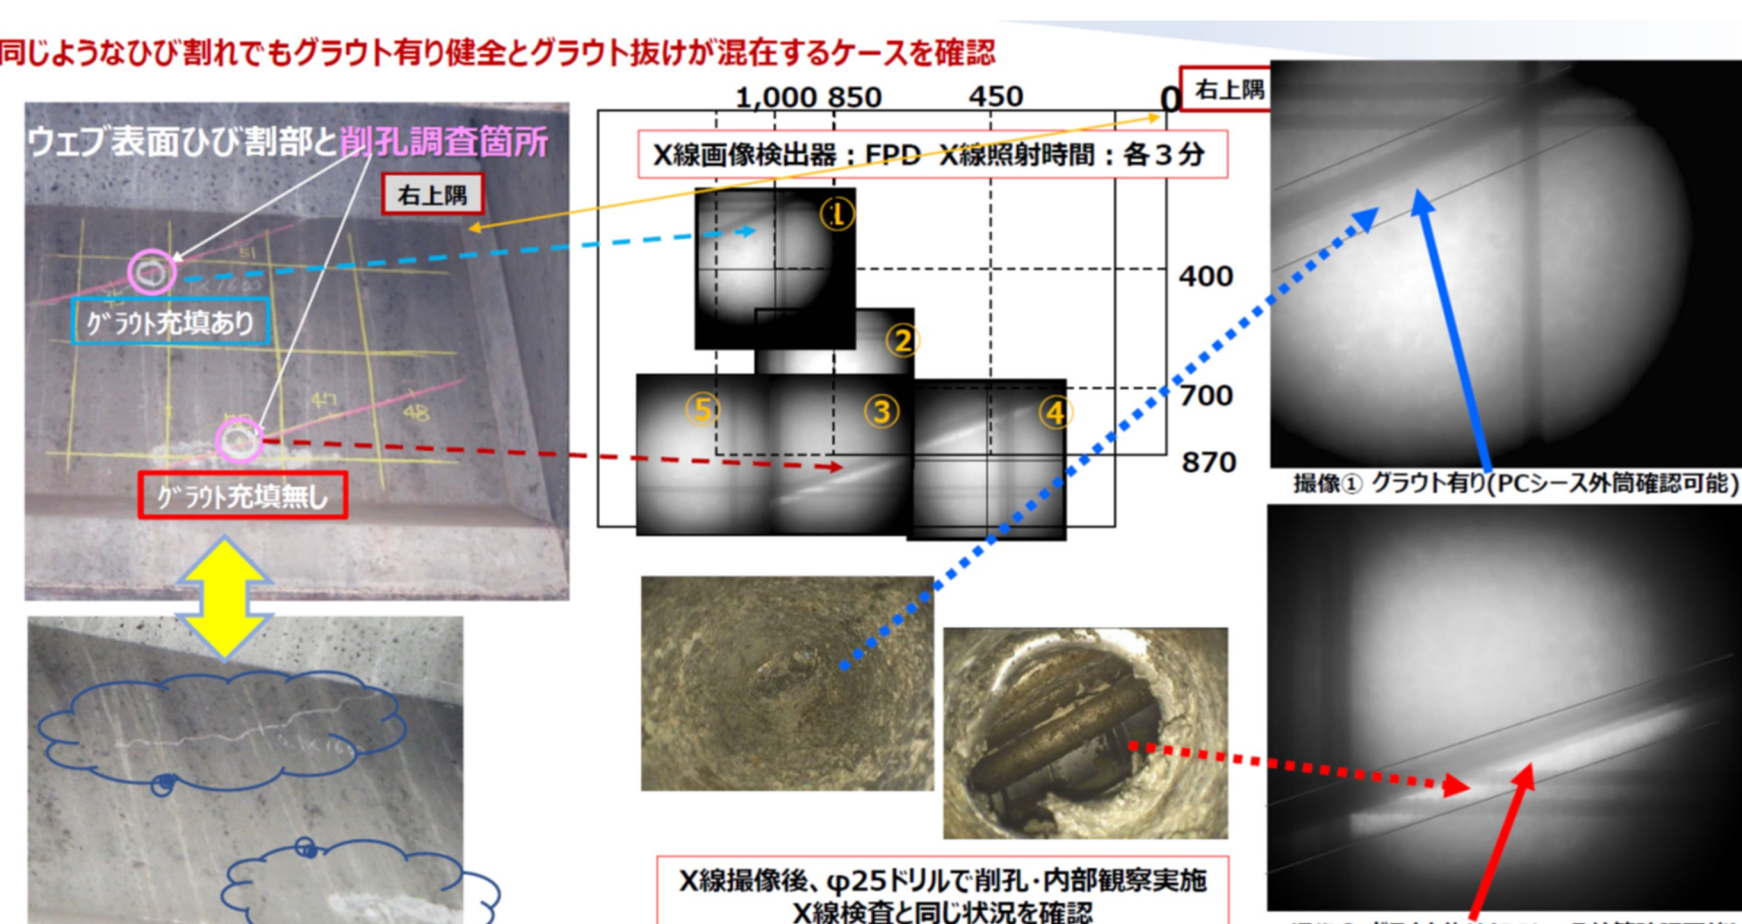 同じようなひび割れでもグラウト有り健全とグラウト抜けが混在するケースを確認
ウェブ表面ひび割部と削孔調査箇所
右上隅
グラウト充填あり
グラウト充填無し
51
47
48
1,000 850 450 0
右上隅
X線画像検出器：FPD X線照射時間：各3分
①
②
⑤
③
④
400
700
870
撮像① グラウト有り(PCシース外筒確認可能)
X線撮像後、φ25ドリルで削孔・内部観察実施
X線検査と同じ状況を確認